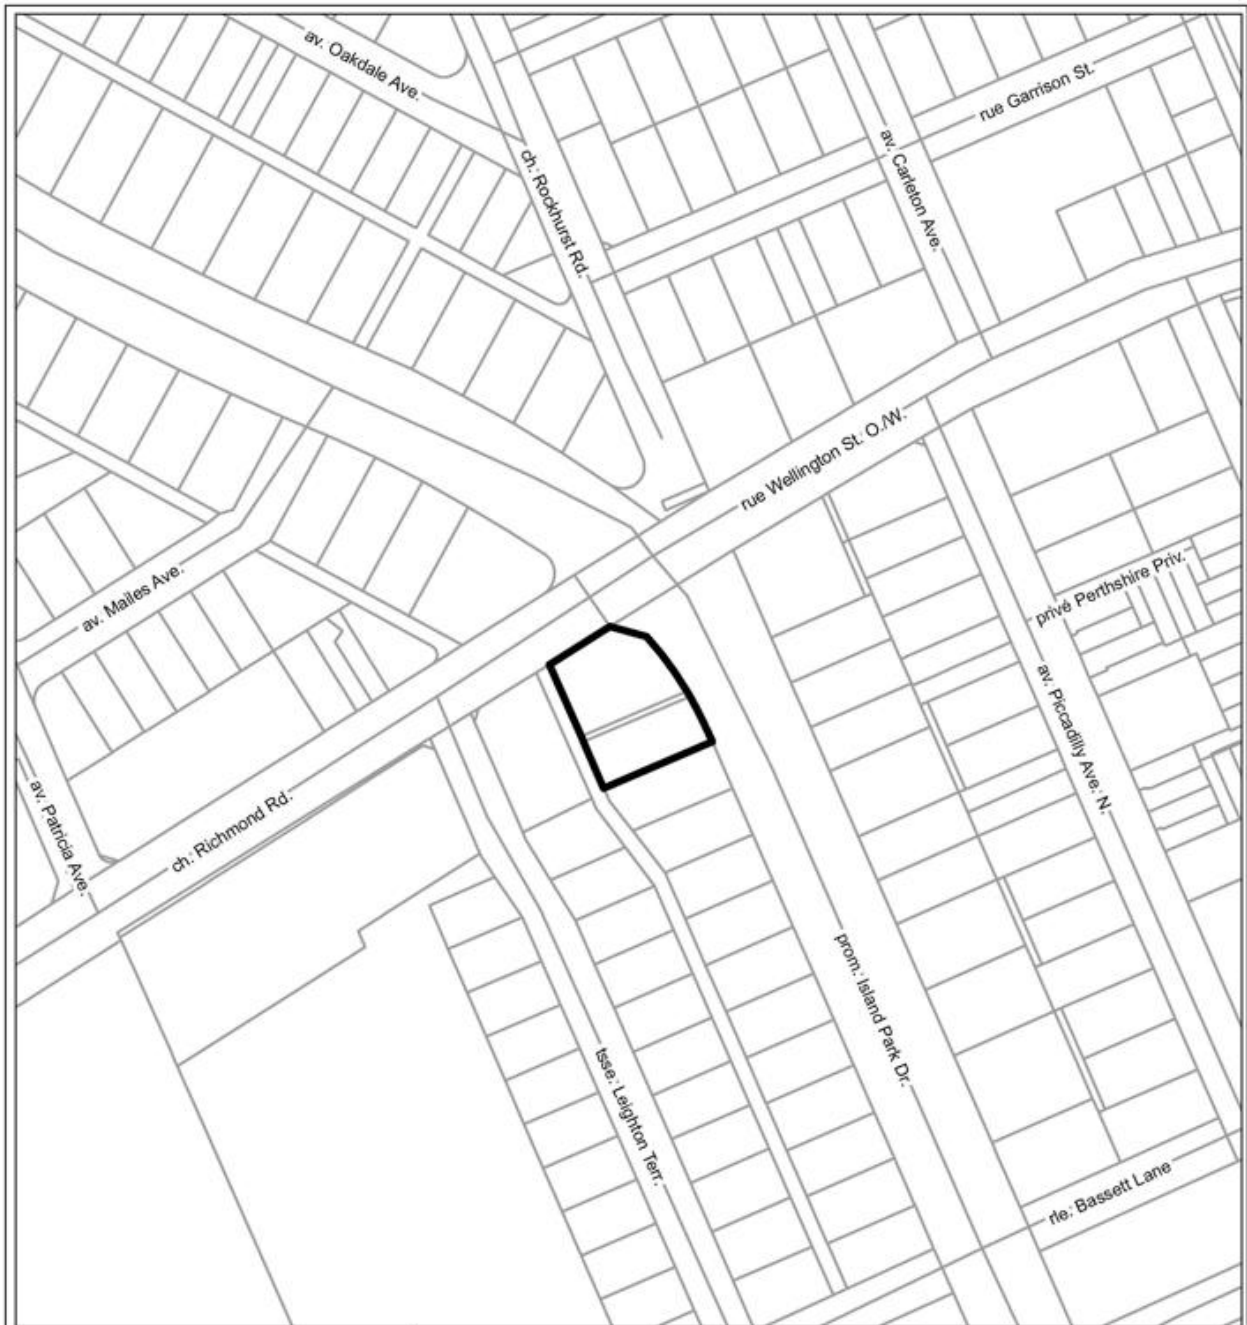 av. Oakdale Ave.
rue Garrison St.
ch. Rockhurst Rd.
av. Carleton Ave.
rue Wellington St. O./W.
av. Mailes Ave.
privé Perthshire Priv.
av. Piccadilly Ave. N.
av. Patricia Ave.
ch. Richmond Rd.
prom. Island Park Dr.
tsse. Leighton Terr.
rle. Bassett Lane